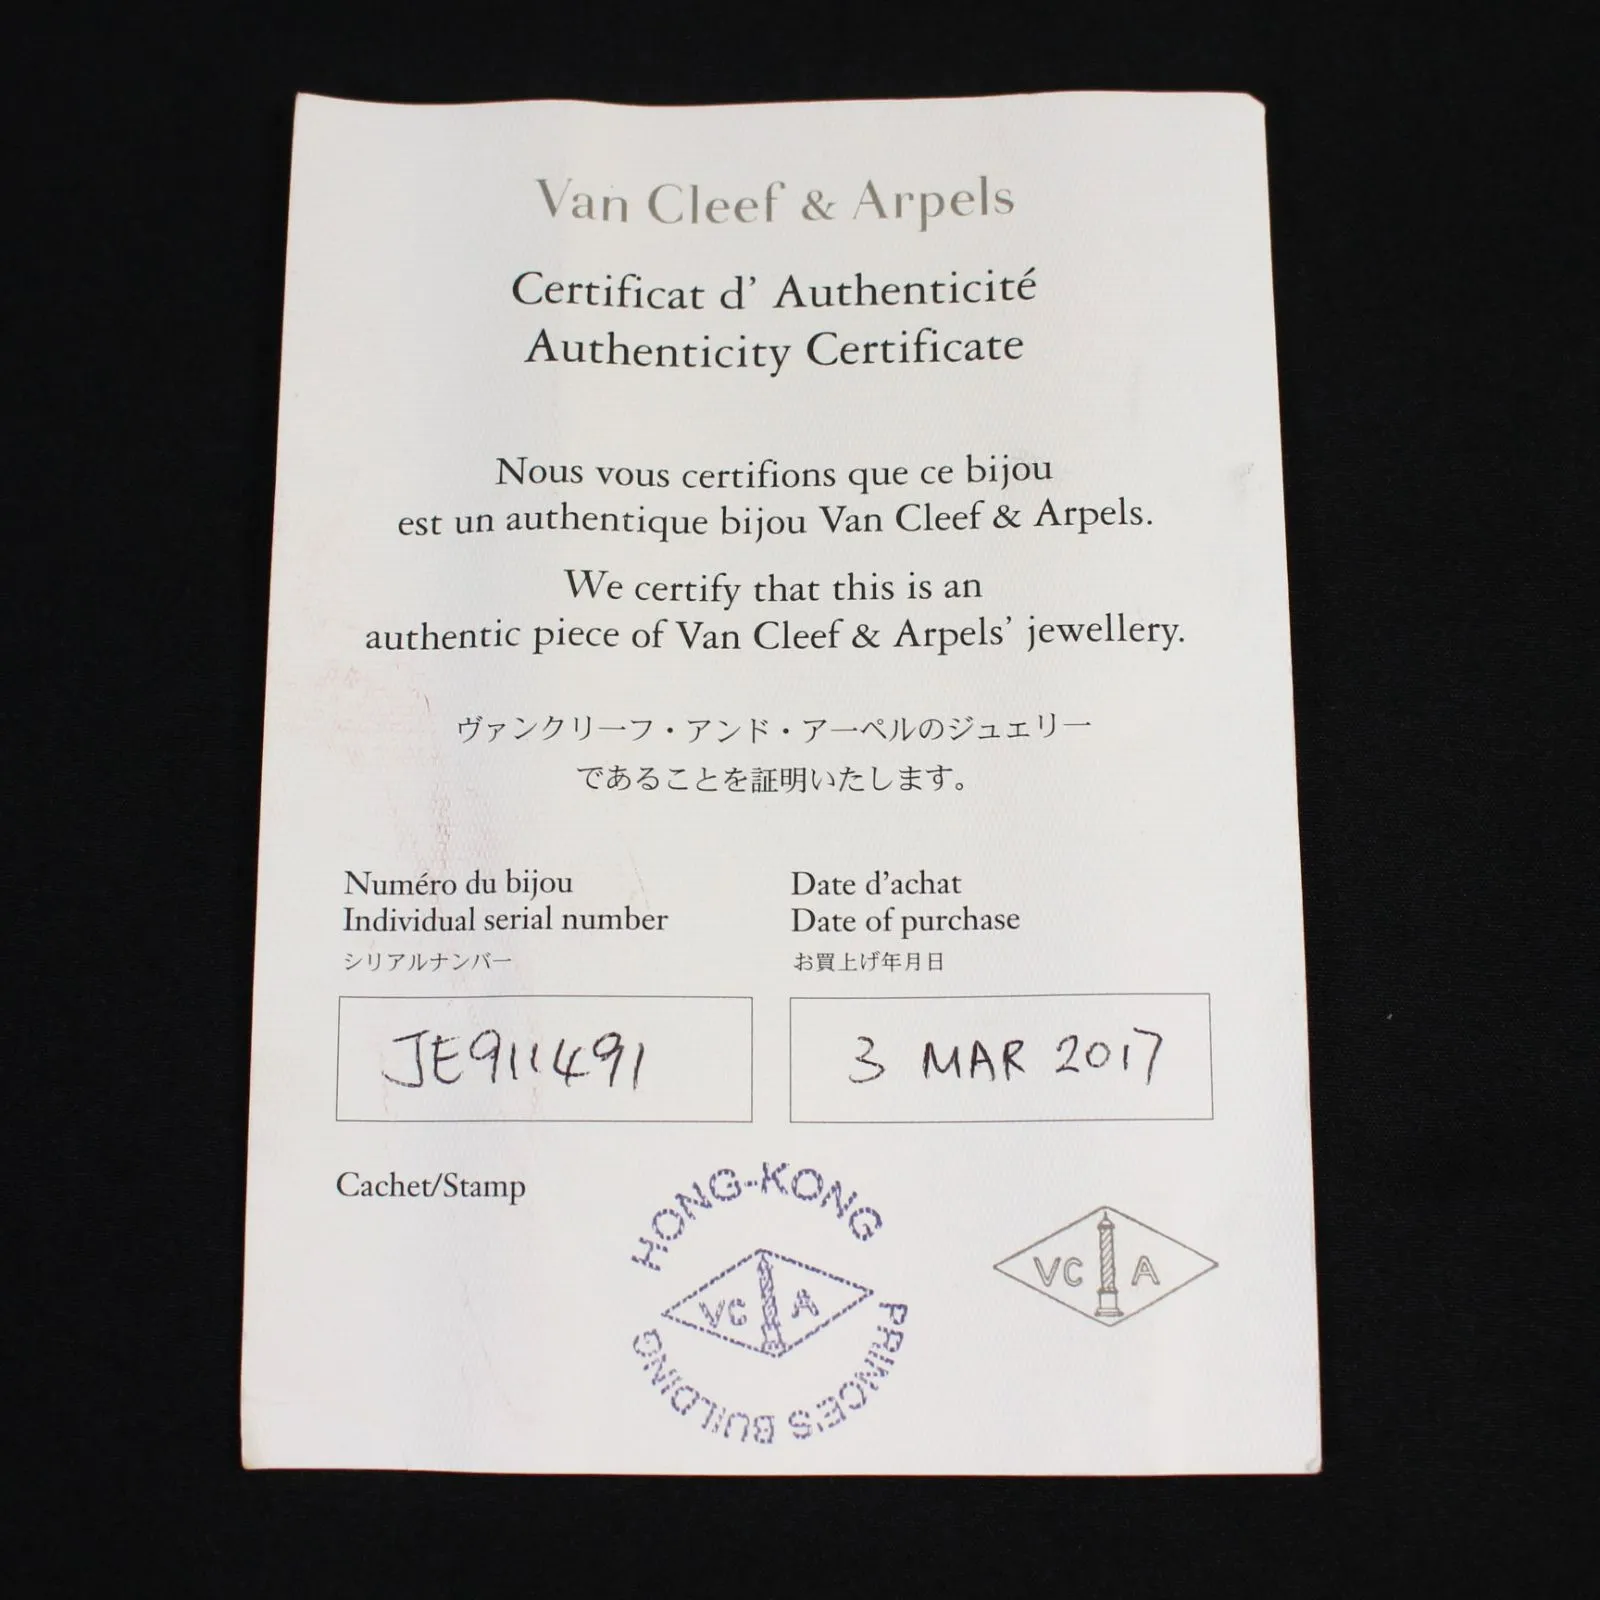 Van Cleef & Arpels
Certificat d' Authenticité
Authenticity Certificate
Nous vous certifions que ce bijou
est un authentique bijou Van Cleef & Arpels.
We certify that this is an
authentic piece of Van Cleef & Arpels' jewellery.
ヴァンクリーフ・アンド・アーペルのジュエリー
であることを証明いたします。
Numéro du bijou
Individual serial number
シリアルナンバー
JE911491
Date d'achat
Date of purchase
お買上げ年月日
3 MAR 2017
Cachet/Stamp
HONG-KONG
VC A
PRINCE'S BUILDING
VC A